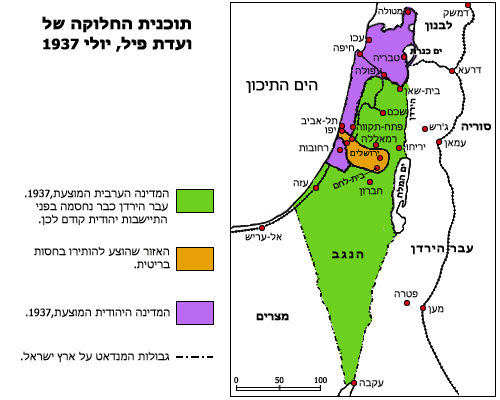 תוכנית החלוקה של
ועדת פיל, יולי 1937
המדינה הערבית המוצעת,1937.
עבר הירדן כבר נחסמה בפני
התיישבות יהודית קודם לכן.
האזור שהוצע להותירו בחסות
בריטית.
המדינה היהודית המוצעת,1937.
גבולות המנדאט על ארץ ישראל.
דמשק
מטולה
לבנון
עכו
חיפה
ים כנרת
טבריה
עפולה
דרעא
הים התיכון
בית-שאן
הירדן
שכם
תל-אביב
יפו
פתח-תקווה
ג'רש
סוריה
רמאללה
עמאן
רחובות
ירושלים
יריחו
בית-לחם
עזה
חברון
ים המלח
אל-עריש
הנגב
עבר הירדן
פטרה
מען
מצרים
עקבה
0 50 100